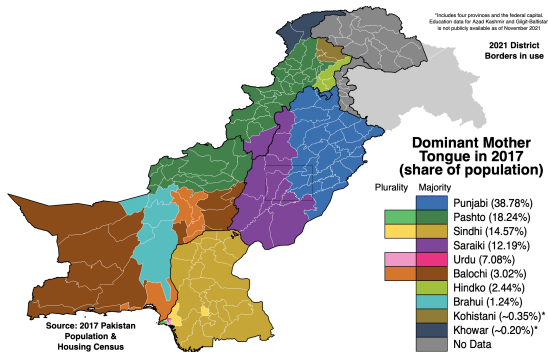 *Includes four provinces and the federal capital.
Education data for Azad Kashmir and Gilgit-Baltistan
is not publicly available as of November 2021
2021 District
Borders in use
Dominant Mother
Tongue in 2017
(share of population)
Plurality Majority
Punjabi (38.78%)
Pashto (18.24%)
Sindhi (14.57%)
Saraiki (12.19%)
Urdu (7.08%)
Balochi (3.02%)
Hindko (2.44%)
Brahui (1.24%)
Kohistani (~0.35%)*
Khowar (~0.20%)*
No Data
Source: 2017 Pakistan
Population &
Housing Census